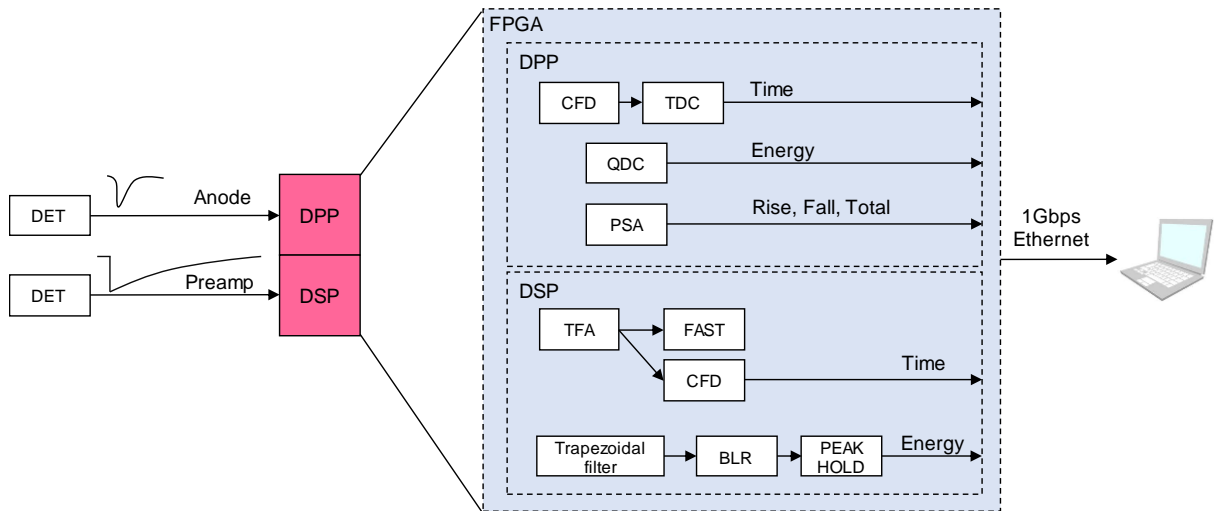 FPGA
DPP
CFD
TDC
Time
QDC
Energy
PSA
Rise, Fall, Total
DET
Anode
DPP
DET
Preamp
DSP
1Gbps
Ethernet
DSP
TFA
FAST
CFD
Time
Trapezoidal
filter
BLR
PEAK
HOLD
Energy